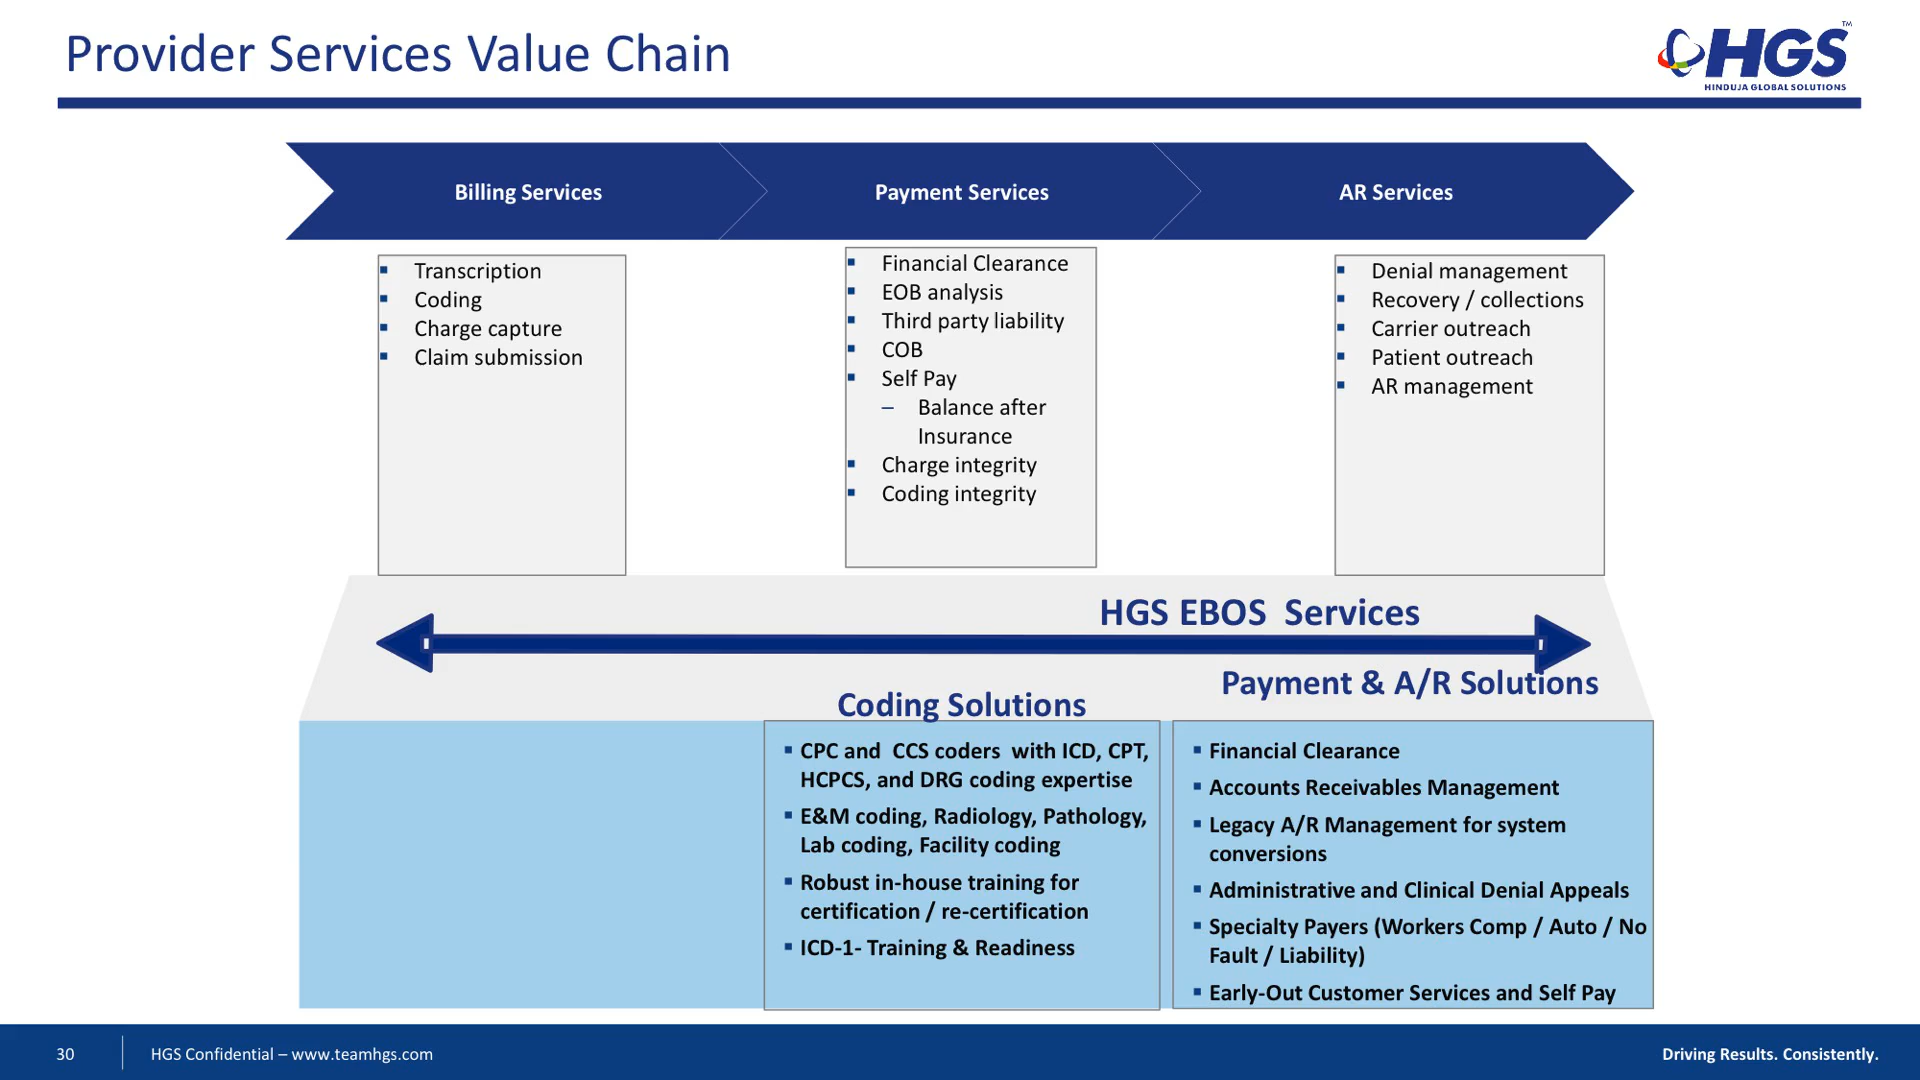 Provider Services Value Chain
HGS
TM
HINDUJA GLOBAL SOLUTIONS
Billing Services
Payment Services
AR Services
▪ Transcription
▪ Coding
▪ Charge capture
▪ Claim submission
▪ Financial Clearance
▪ EOB analysis
▪ Third party liability
▪ COB
▪ Self Pay
– Balance after
Insurance
▪ Charge integrity
▪ Coding integrity
▪ Denial management
▪ Recovery / collections
▪ Carrier outreach
▪ Patient outreach
▪ AR management
HGS EBOS Services
Coding Solutions
▪ CPC and CCS coders with ICD, CPT,
HCPCS, and DRG coding expertise
▪ E&M coding, Radiology, Pathology,
Lab coding, Facility coding
▪ Robust in-house training for
certification / re-certification
▪ ICD-1- Training & Readiness
Payment & A/R Solutions
▪ Financial Clearance
▪ Accounts Receivables Management
▪ Legacy A/R Management for system
conversions
▪ Administrative and Clinical Denial Appeals
▪ Specialty Payers (Workers Comp / Auto / No
Fault / Liability)
▪ Early-Out Customer Services and Self Pay
30
HGS Confidential – www.teamhgs.com
Driving Results. Consistently.